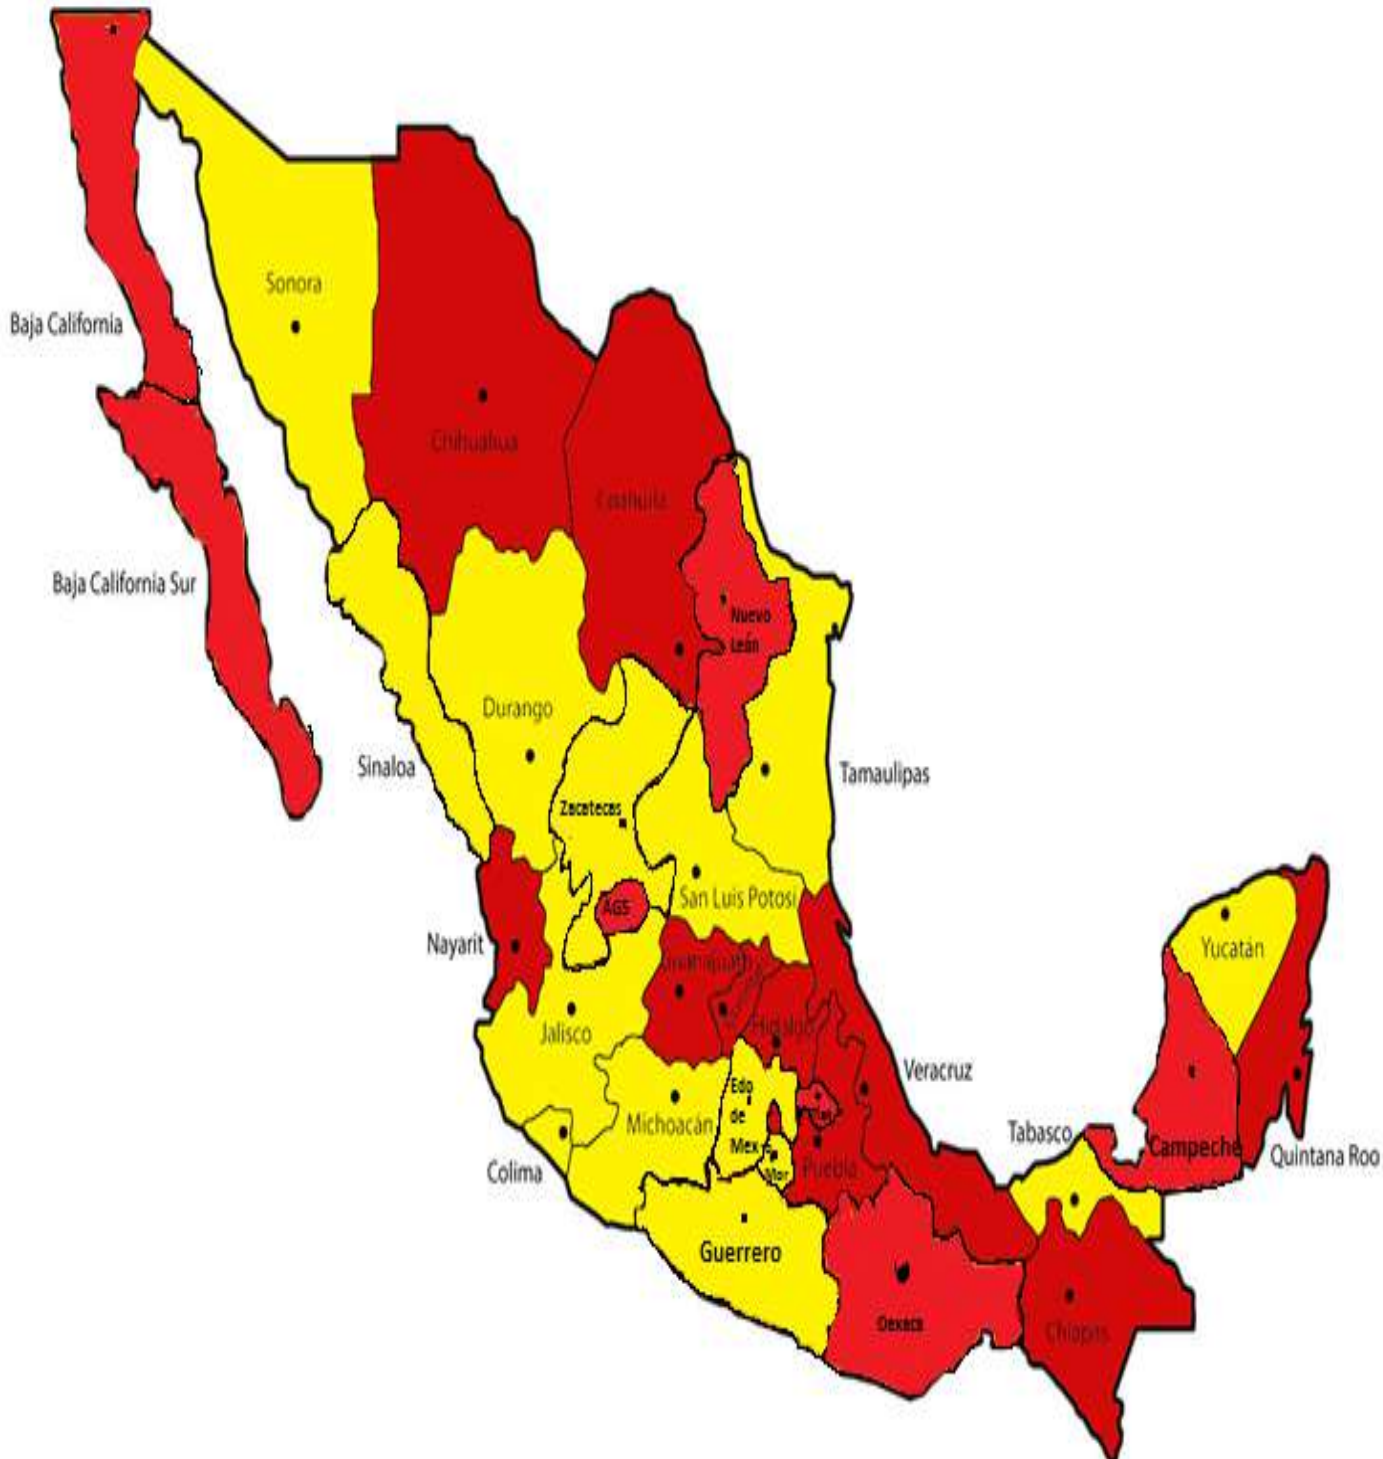 Sonora
Baja California
Chihuahua
Coahuila
Baja California Sur
Nuevo
León
Durango
Sinaloa
Tamaulipas
Zacatecas
San Luis Potosí
AGS
Nayarit
Yucatán
Guanajuato
Jalisco
Hidalgo
Veracruz
Edo
de
Mex
Michoacán
Tabasco
Campeche
Colima
Quintana Roo
Puebla
Mor
Guerrero
Oaxaca
Chiapas